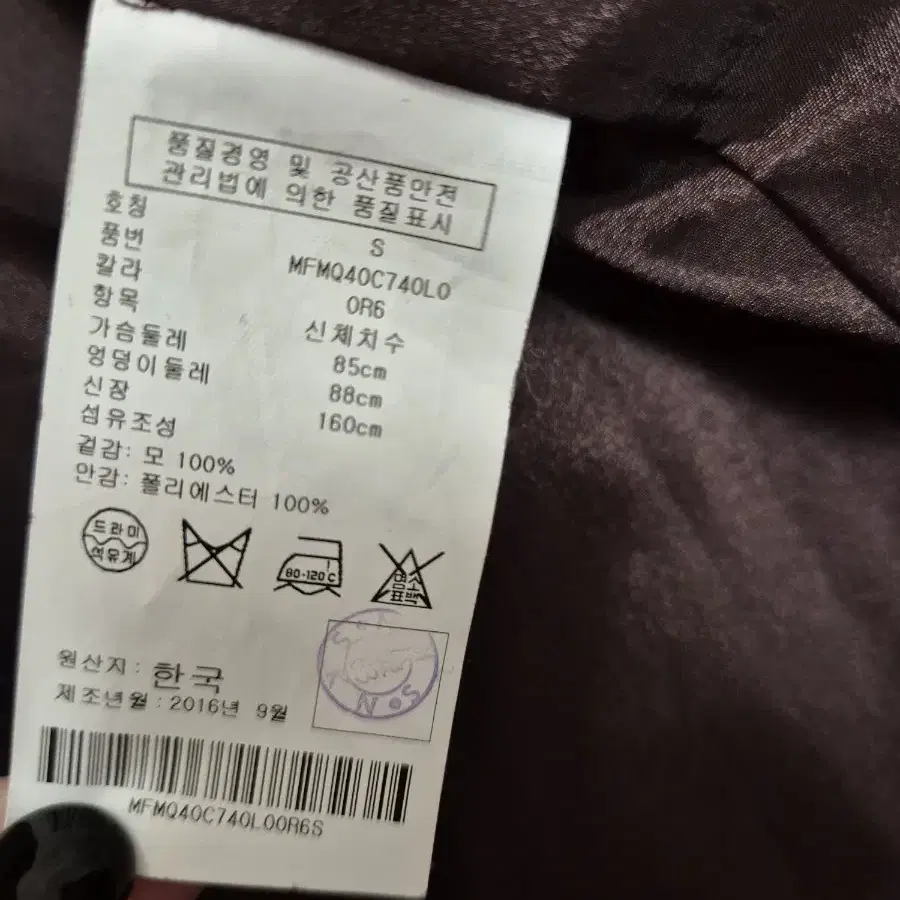 품질경영 및 공산품안전
관리법에 의한 품질표시
호칭 S
품번 MFMQ40C740LO
칼라 OR6
항목 신체치수
가슴둘레 85cm
엉덩이둘레 88cm
신장 160cm
섬유조성
겉감: 모 100%
안감: 폴리에스터 100%
드라이
석유계
80-120℃
염소
표백
원산지: 한국
제조년월: 2016년 9월
MFMQ40C740LOOR6S